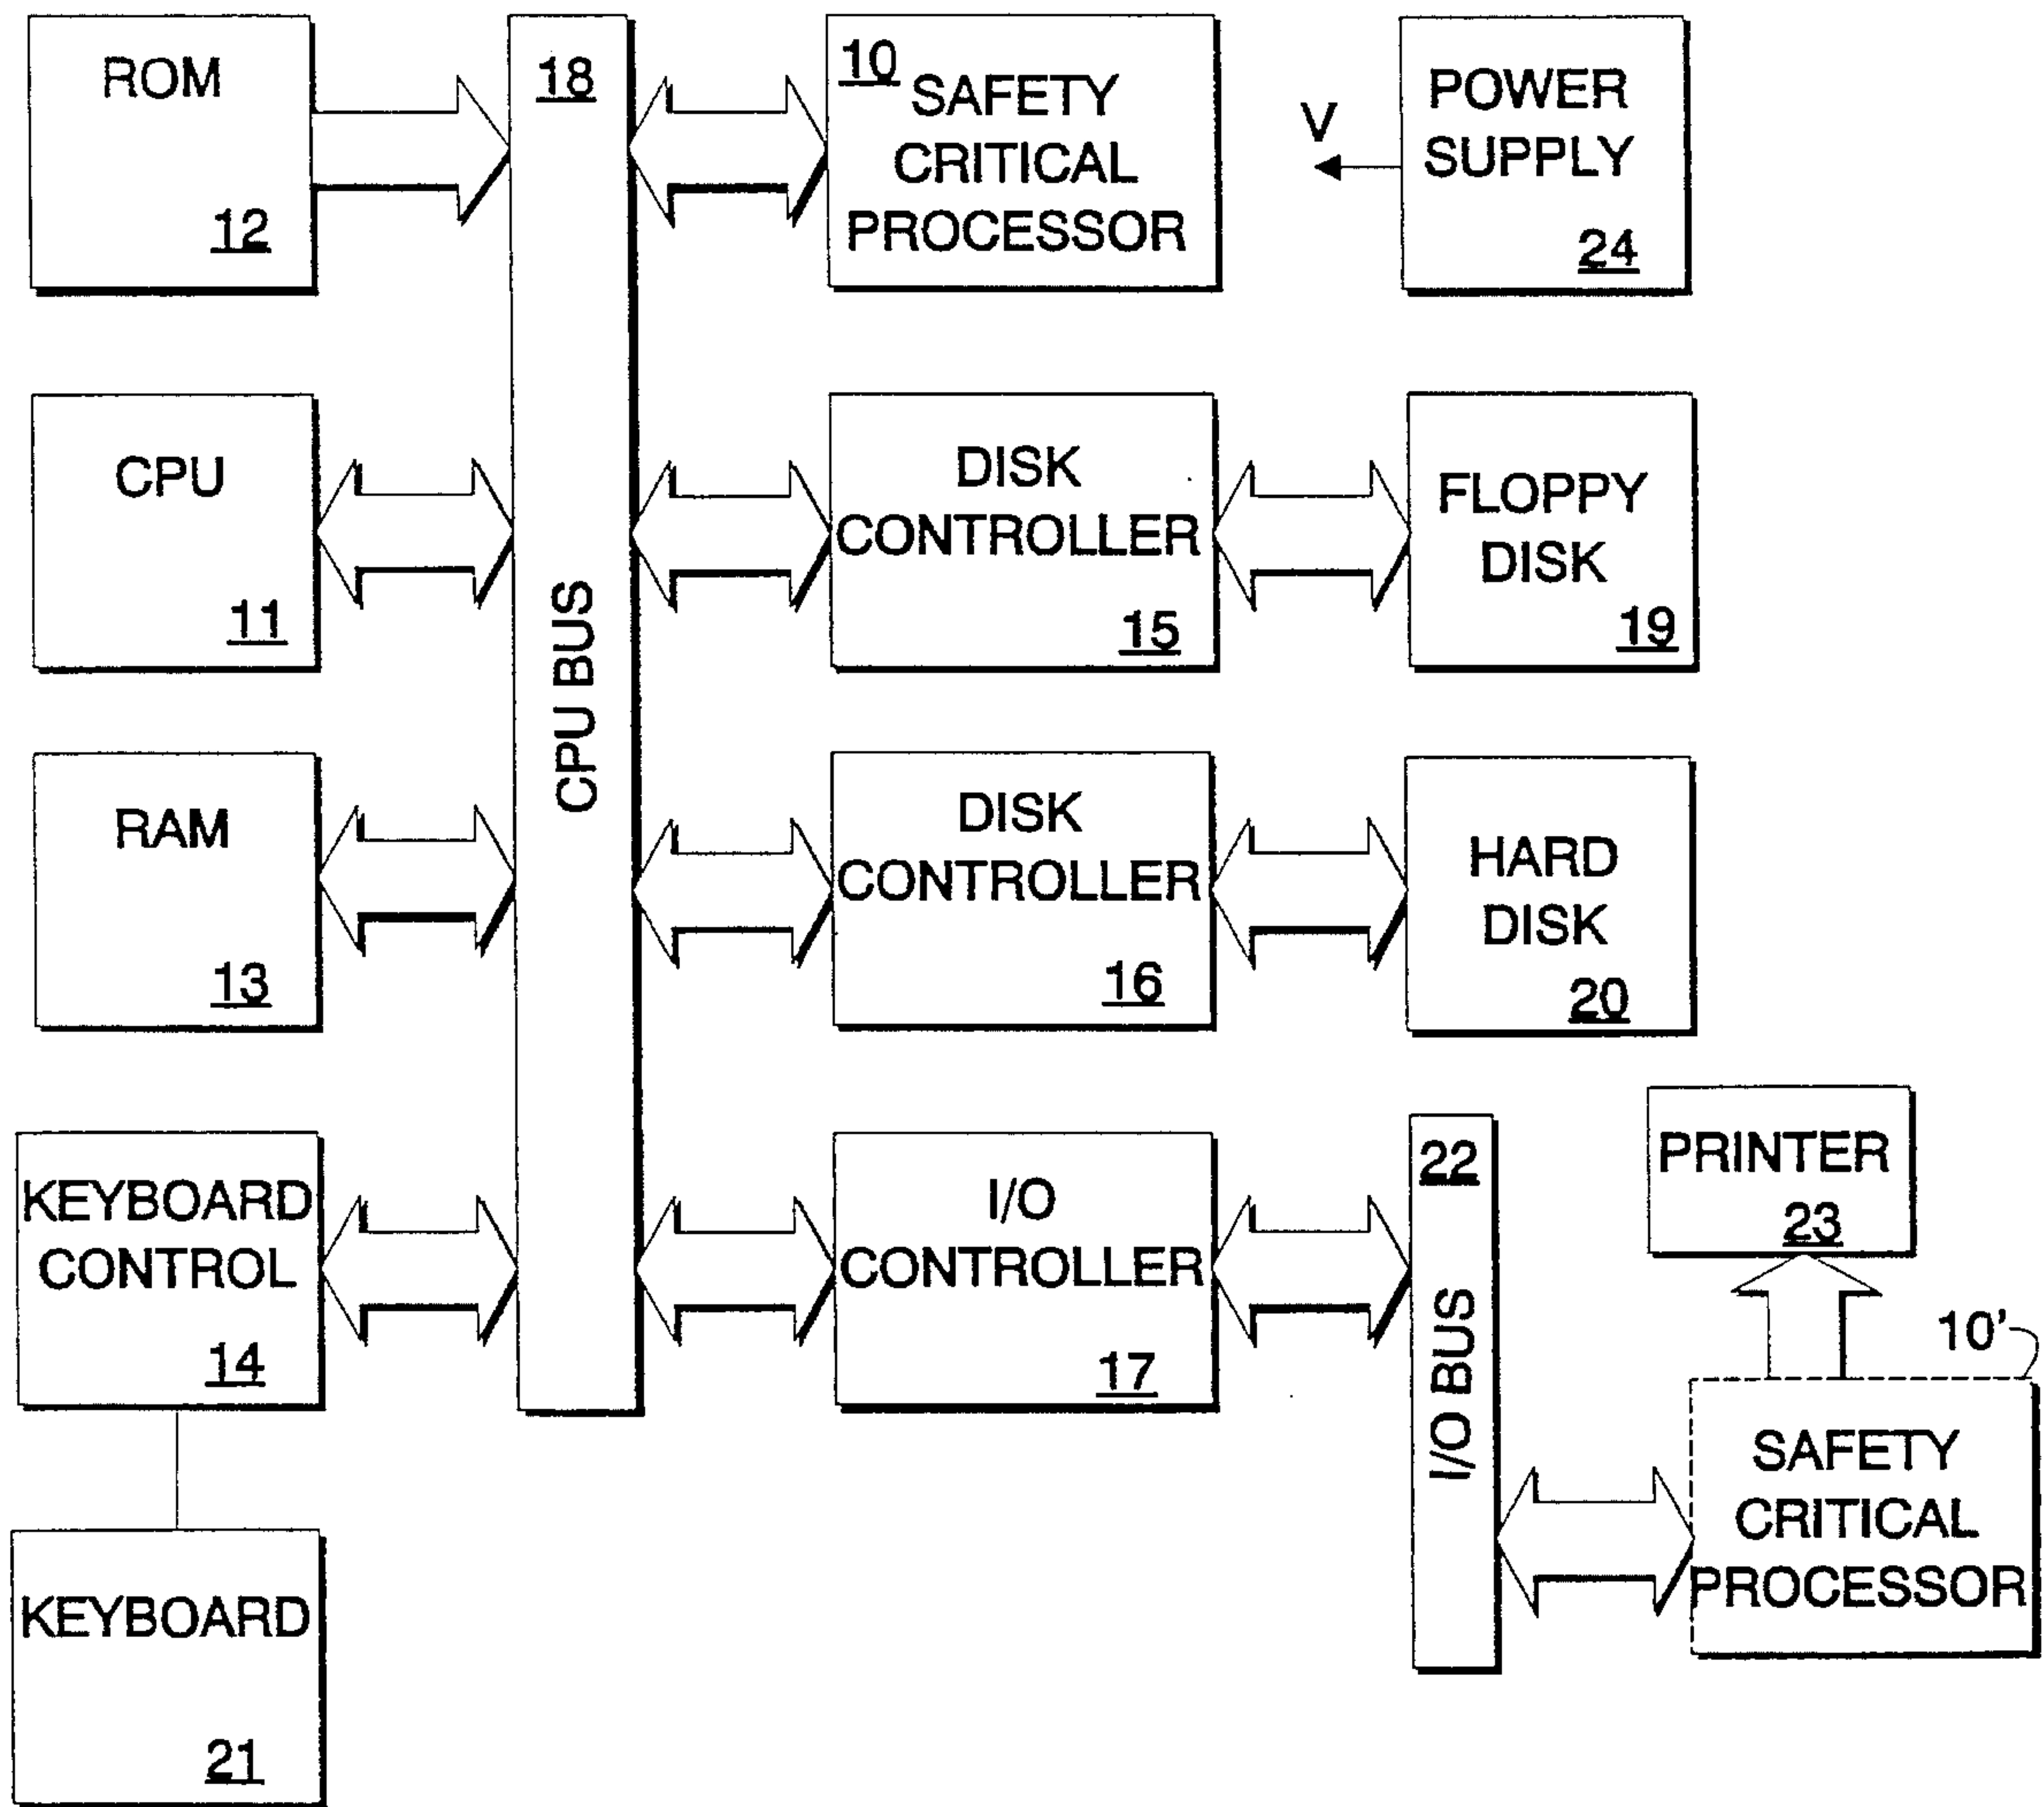 ROM
12
18
CPU BUS
10
SAFETY
CRITICAL
PROCESSOR
V
POWER
SUPPLY
24
CPU
11
DISK
CONTROLLER
15
FLOPPY
DISK
19
RAM
13
DISK
CONTROLLER
16
HARD
DISK
20
KEYBOARD
CONTROL
14
I/O
CONTROLLER
17
22
I/O BUS
PRINTER
23
10'
SAFETY
CRITICAL
PROCESSOR
KEYBOARD
21